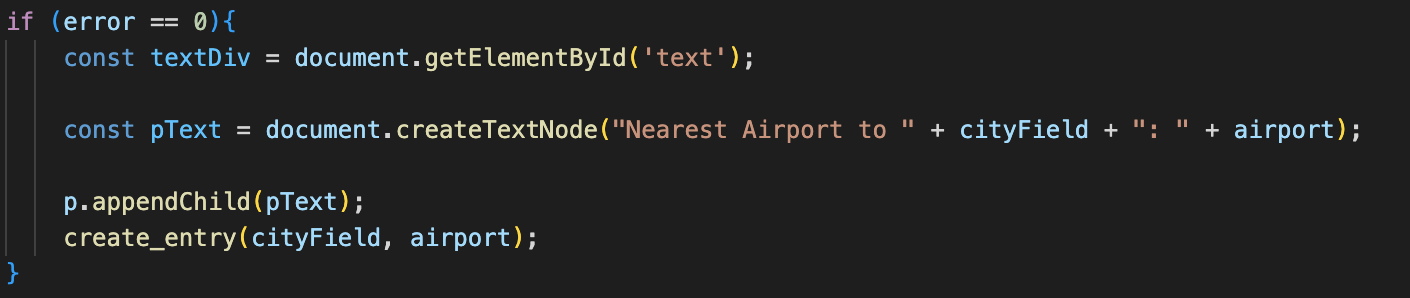 if (error == 0){
const textDiv = document.getElementById('text');
const pText = document.createTextNode("Nearest Airport to " + cityField + ": " + airport);
p.appendChild(pText);
create_entry(cityField, airport);
}